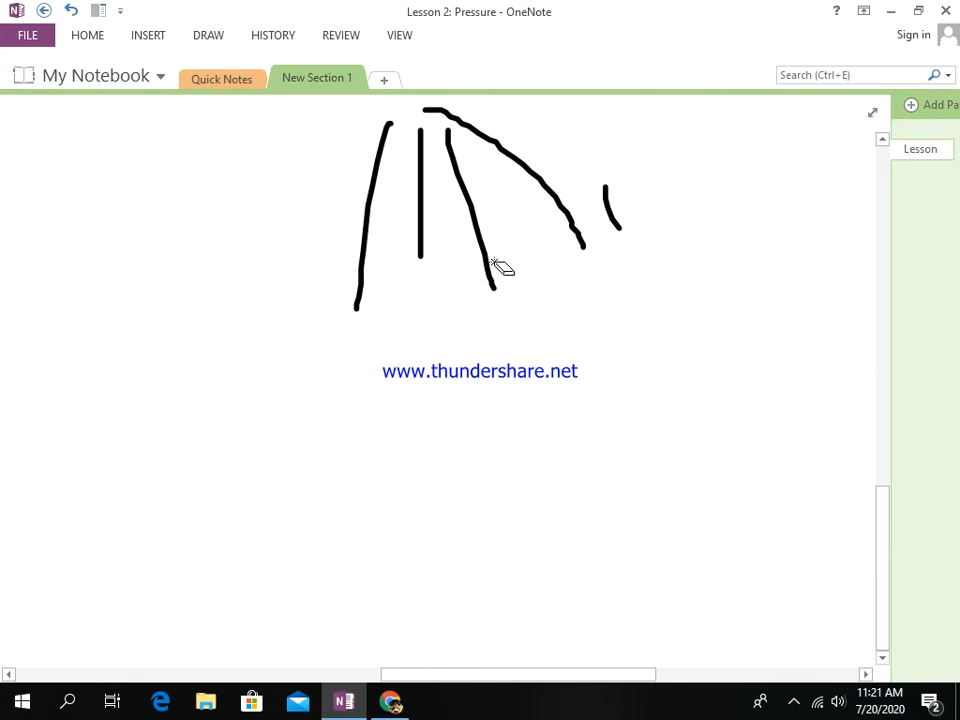 Lesson 2: Pressure - OneNote
FILE HOME INSERT DRAW HISTORY REVIEW VIEW Sign in
My Notebook Quick Notes New Section 1 Search (Ctrl+E)
Add Pa
Lesson
www.thundershare.net
11:21 AM
7/20/2020
2